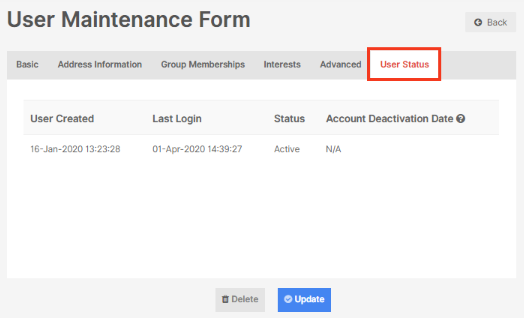 User Maintenance Form
Back
Basic Address Information Group Memberships Interests Advanced User Status
User Created Last Login Status Account Deactivation Date
16-Jan-2020 13:23:28 01-Apr-2020 14:39:27 Active N/A
Delete Update